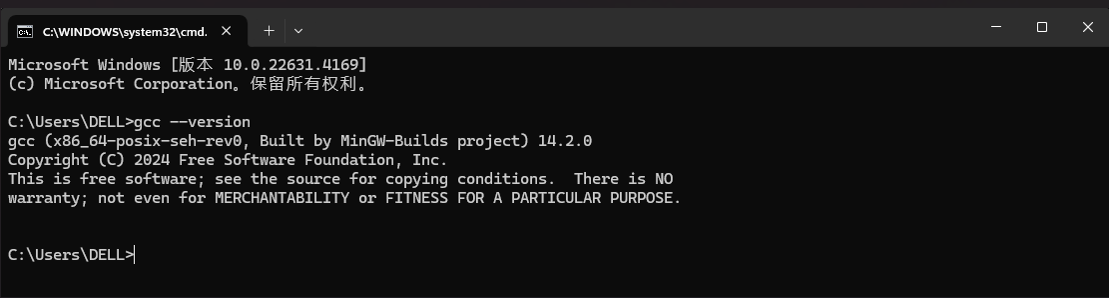 C:\WINDOWS\system32\cmd.
Microsoft Windows [版本 10.0.22631.4169]
(c) Microsoft Corporation。保留所有权利。
C:\Users\DELL>gcc --version
gcc (x86_64-posix-seh-rev0, Built by MinGW-Builds project) 14.2.0
Copyright (C) 2024 Free Software Foundation, Inc.
This is free software; see the source for copying conditions.  There is NO
warranty; not even for MERCHANTABILITY or FITNESS FOR A PARTICULAR PURPOSE.
C:\Users\DELL>